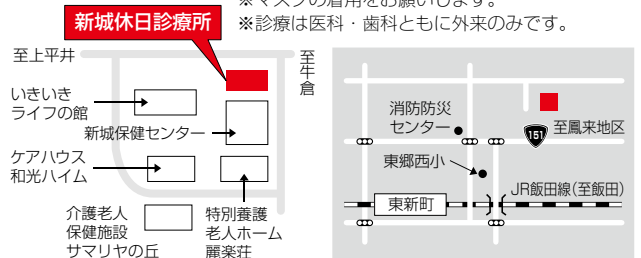 ※マスクの着用をお願いします。
※診療は医科・歯科ともに外来のみです。
新城休日診療所
至上平井
至牛倉
いきいき
ライフの館
新城保健センター
ケアハウス
和光ハイム
介護老人
保健施設
サマリヤの丘
特別養護
老人ホーム
麗楽荘
消防防災
センター
151
至鳳来地区
東郷西小
JR飯田線(至飯田)
東新町